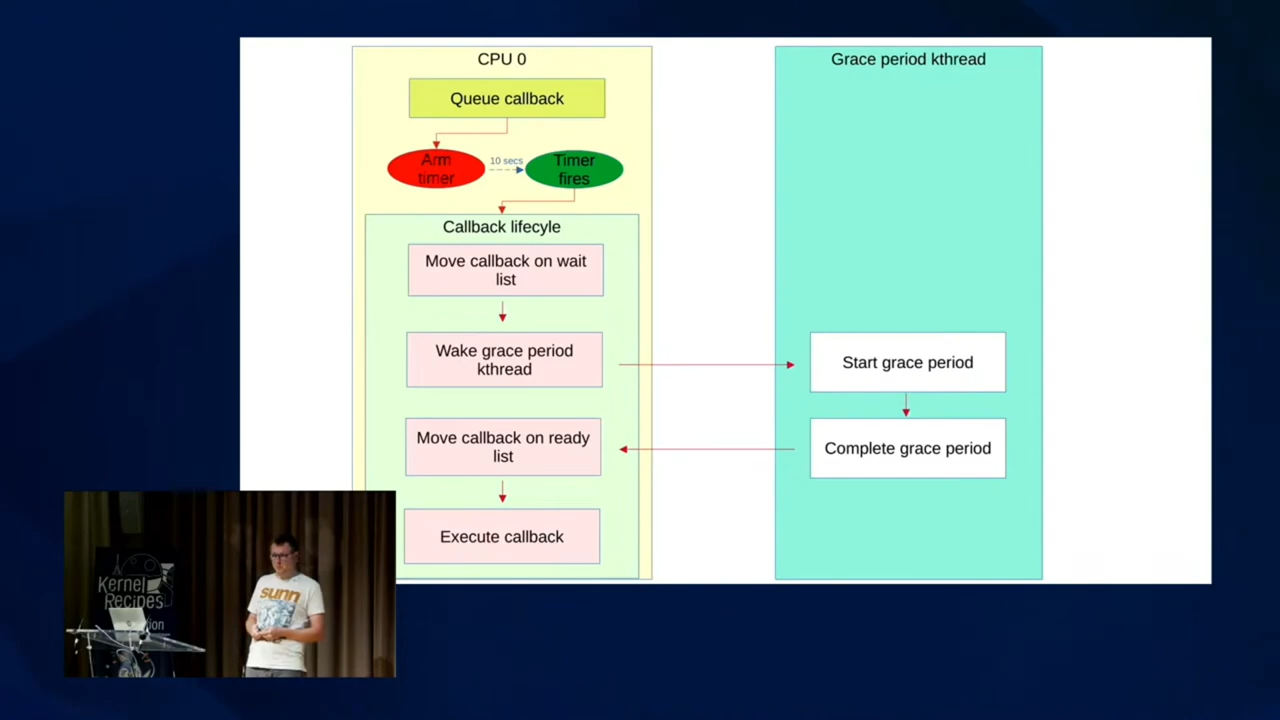 CPU 0
Queue callback
Arm
timer
10 secs
Timer
fires
Callback lifecyle
Move callback on wait
list
Wake grace period
kthread
Move callback on ready
list
Execute callback
Grace period kthread
Start grace period
Complete grace period
Kernel
Recipes
sunn